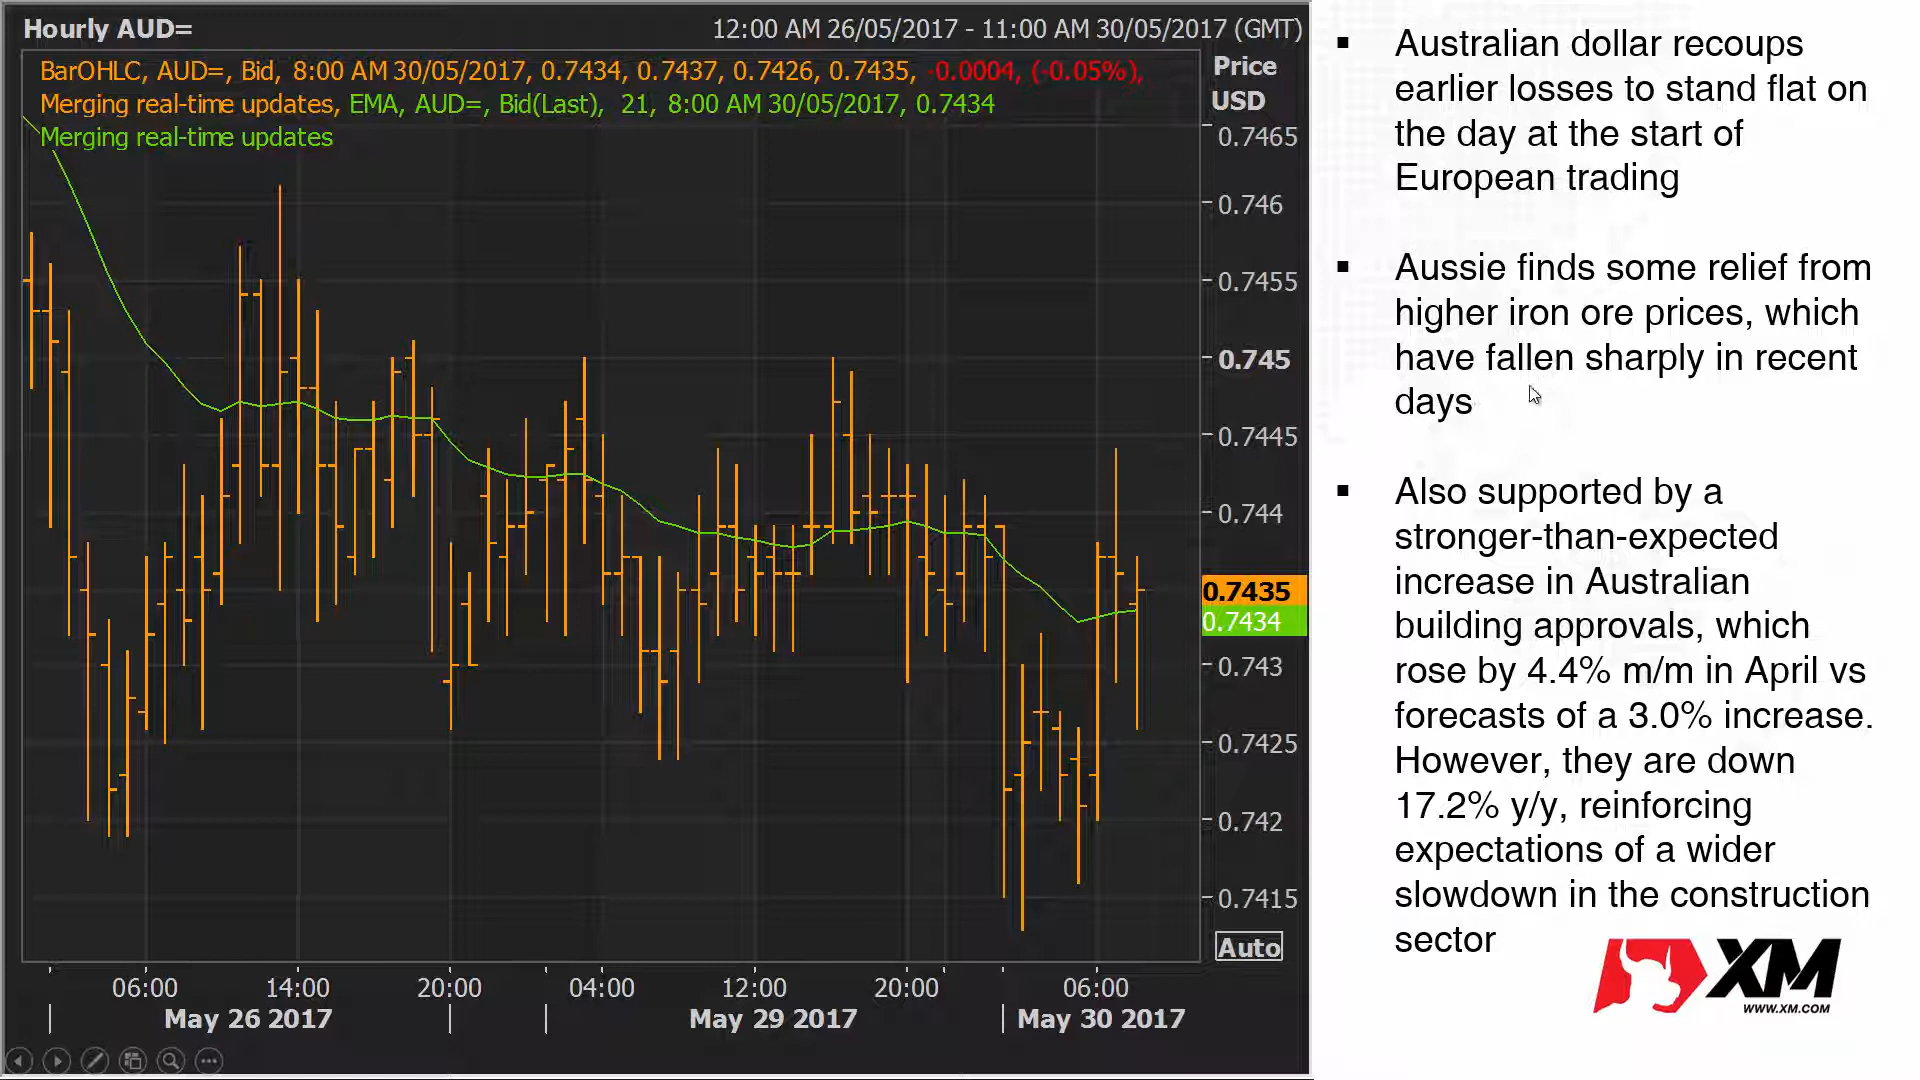 Hourly AUD=
12:00 AM 26/05/2017 - 11:00 AM 30/05/2017 (GMT)
BarOHLC, AUD=, Bid, 8:00 AM 30/05/2017, 0.7434, 0.7437, 0.7426, 0.7435, -0.0004, (-0.05%),
Merging real-time updates, EMA, AUD=, Bid(Last), 21, 8:00 AM 30/05/2017, 0.7434
Merging real-time updates
Price
USD
0.7465
0.746
0.7455
0.745
0.7445
0.744
0.7435
0.7434
0.743
0.7425
0.742
0.7415
Auto
06:00 14:00 20:00 04:00 12:00 20:00 06:00
May 26 2017 May 29 2017 May 30 2017
▪ Australian dollar recoups
earlier losses to stand flat on
the day at the start of
European trading
▪ Aussie finds some relief from
higher iron ore prices, which
have fallen sharply in recent
days
▪ Also supported by a
stronger-than-expected
increase in Australian
building approvals, which
rose by 4.4% m/m in April vs
forecasts of a 3.0% increase.
However, they are down
17.2% y/y, reinforcing
expectations of a wider
slowdown in the construction
sector
XM
WWW.XM.COM